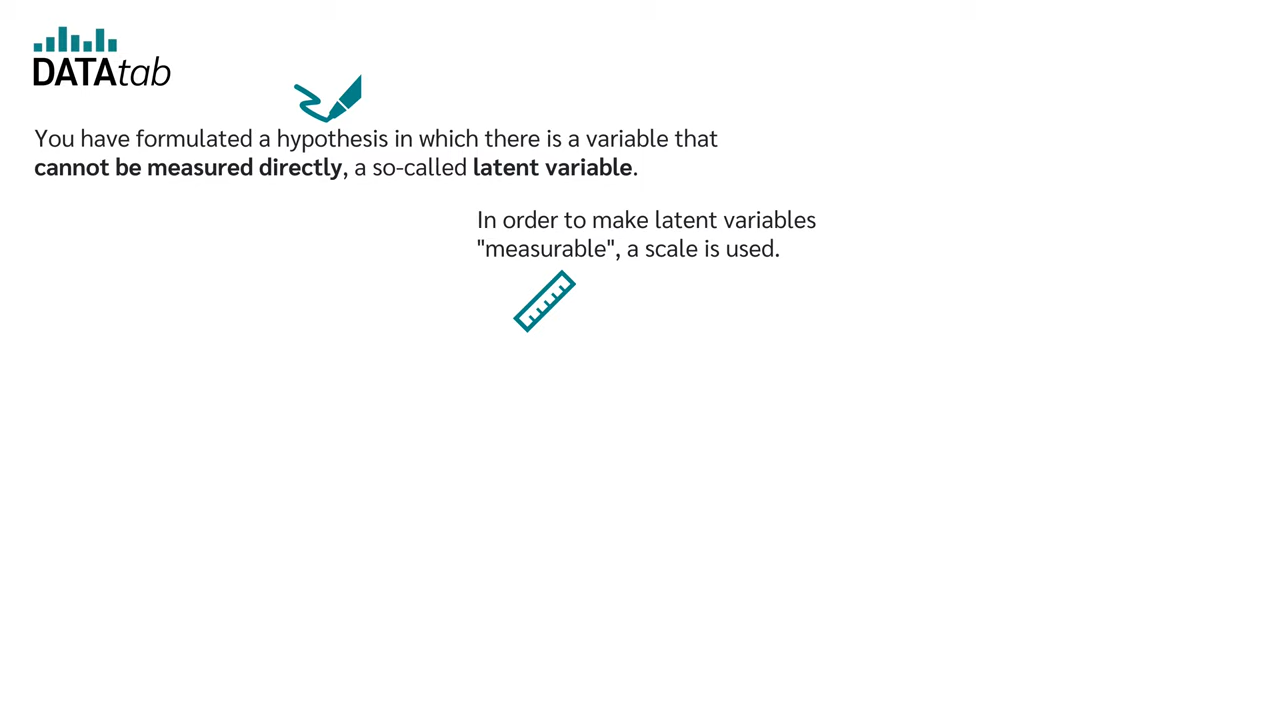 DATAtab
You have formulated a hypothesis in which there is a variable that
cannot be measured directly, a so-called latent variable.
In order to make latent variables
"measurable", a scale is used.